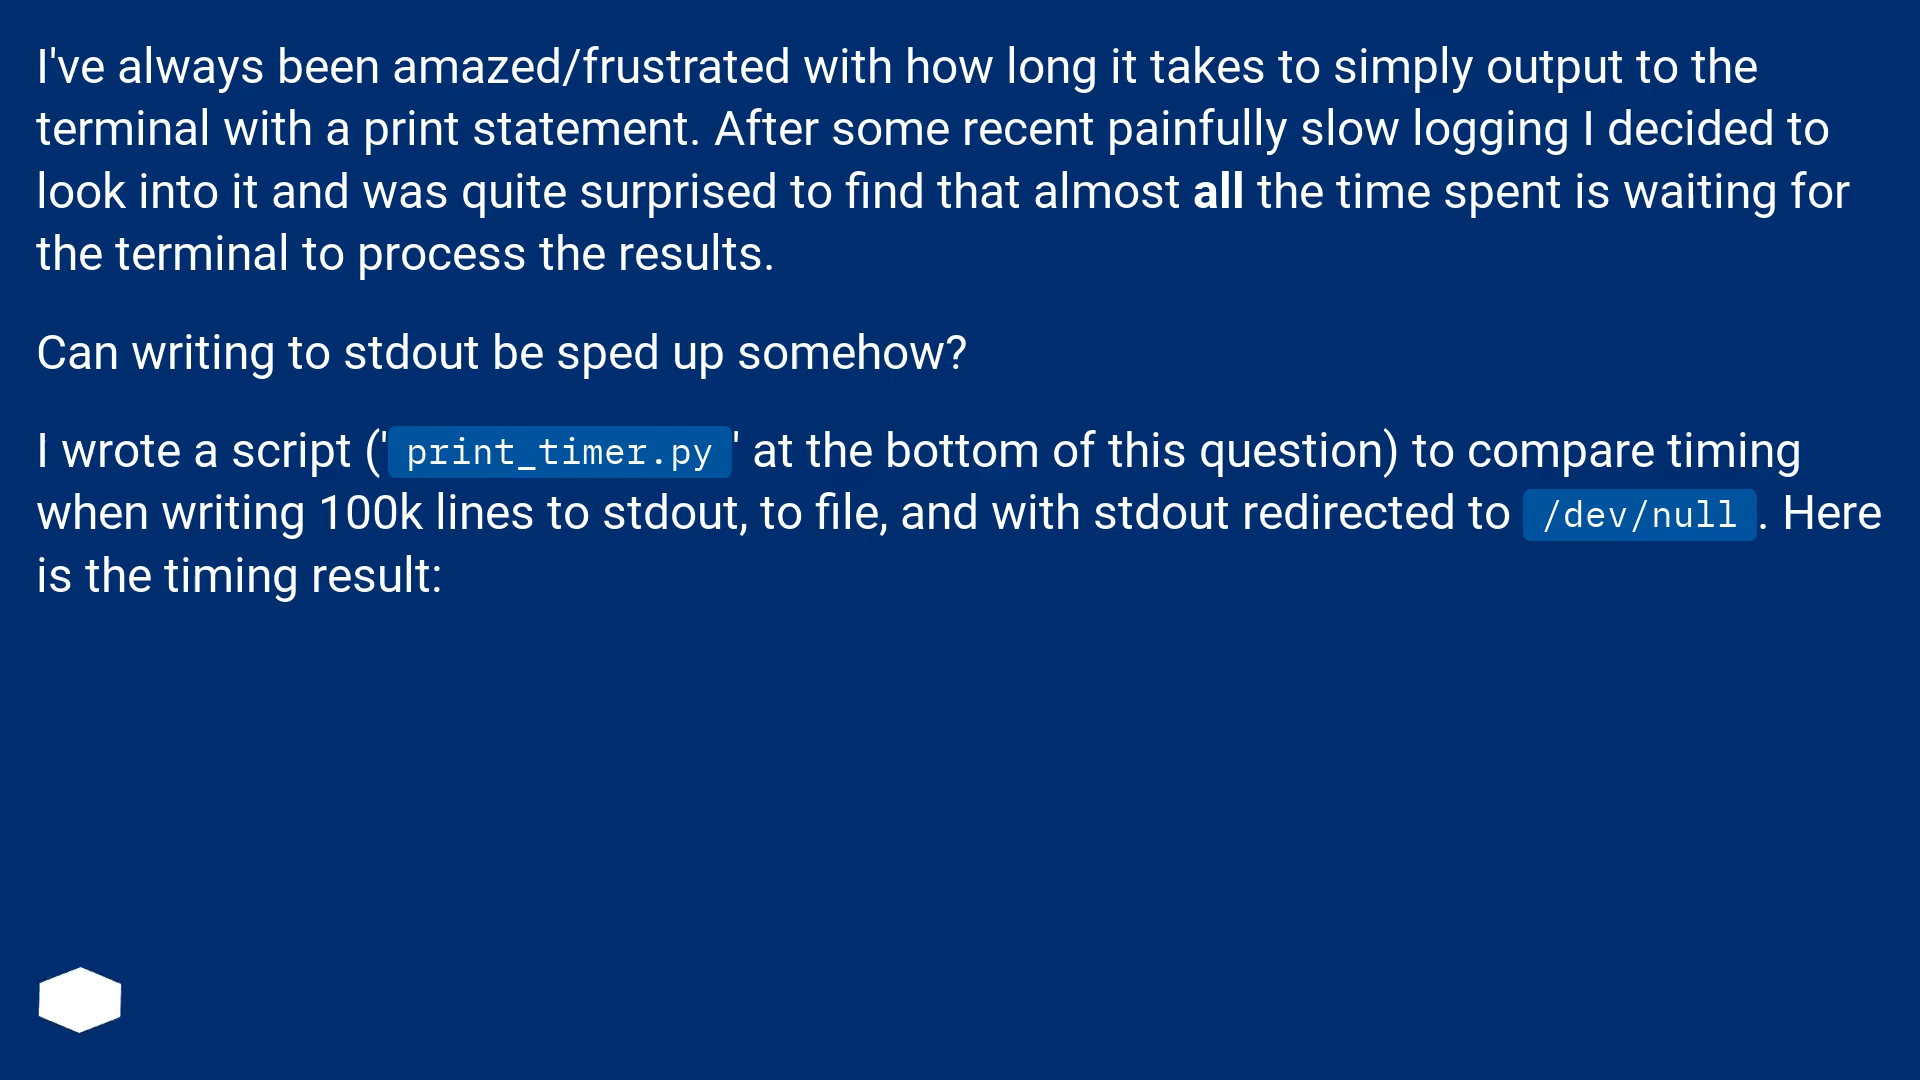 I've always been amazed/frustrated with how long it takes to simply output to the
terminal with a print statement. After some recent painfully slow logging I decided to
look into it and was quite surprised to find that almost all the time spent is waiting for
the terminal to process the results.
Can writing to stdout be sped up somehow?
I wrote a script ('print_timer.py' at the bottom of this question) to compare timing
when writing 100k lines to stdout, to file, and with stdout redirected to /dev/null. Here
is the timing result: